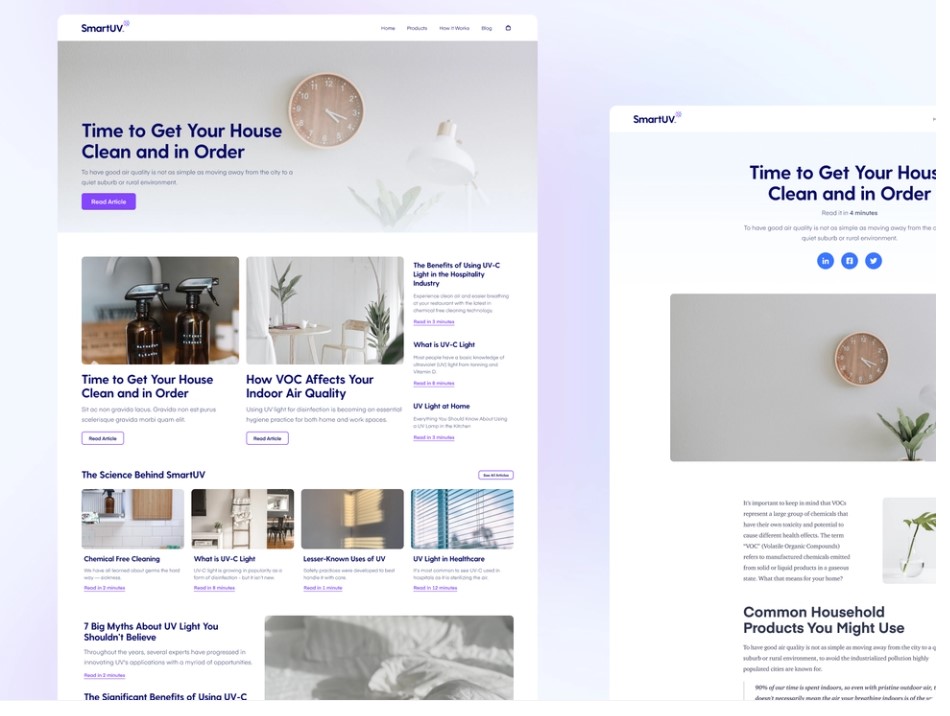 SmartUV.
Home Products How It Works Blog
Time to Get Your House
Clean and in Order
To have good air quality is not as simple as moving away from the city to a
quiet suburb or rural environment.
Read Article
Time to Get Your House
Clean and in Order
Sit ac non gravida lacus. Gravida non est purus
scelerisque gravida morbi quam elit.
Read Article
How VOC Affects Your
Indoor Air Quality
Using UV light for disinfection is becoming an essential
hygiene practice for both home and work spaces.
Read Article
The Benefits of Using UV-C
Light in the Hospitality
Industry
Experience clean air and easier breathing
at your restaurant with the latest in
chemical free cleaning technology.
Read in 3 minutes
What is UV-C Light
Most people have a basic knowledge of
ultraviolet (UV) light from tanning and
Vitamin D.
Read in 8 minutes
UV Light at Home
Everything You Should Know About Using
a UV Lamp in the Kitchen
Read in 3 minutes
The Science Behind SmartUV
See All Articles
Chemical Free Cleaning
We have all learned about germs the hard
way — sickness.
Read in 2 minutes
What is UV-C Light
UV-C light is growing in popularity as a
form of disinfection - but it isn't new.
Read in 8 minutes
Lesser-Known Uses of UV
Safety practices were developed to best
handle it with care.
Read in 1 minute
UV Light in Healthcare
It's most common to see UV-C used in
hospitals as it is sterilizing the air.
Read in 12 minutes
7 Big Myths About UV Light You
Shouldn't Believe
Throughout the years, several experts have progressed in
innovating UV's applications with a myriad of opportunities.
Read in 2 minutes
The Significant Benefits of Using UV-C
SmartUV.
Time to Get Your Hous
Clean and in Order
Read it in 4 minutes
To have good air quality is not as simple as moving away from the c
quiet suburb or rural environment.
It's important to keep in mind that VOCs
represent a large group of chemicals that
have their own toxicity and potential to
cause different health effects. The term
"VOC" (Volatile Organic Compounds)
refers to manufactured chemicals emitted
from solid or liquid products in a gaseous
state. What that means for your home?
Common Household
Products You Might Use
To have good air quality is not as simple as moving away from the city to a q
suburb or rural environment, to avoid the industrialized pollution highly
populated cities are known for.
90% of our time is spent indoors, so even with pristine outdoor air, t
doesn't necessarily mean the air your breathing indoors is of the